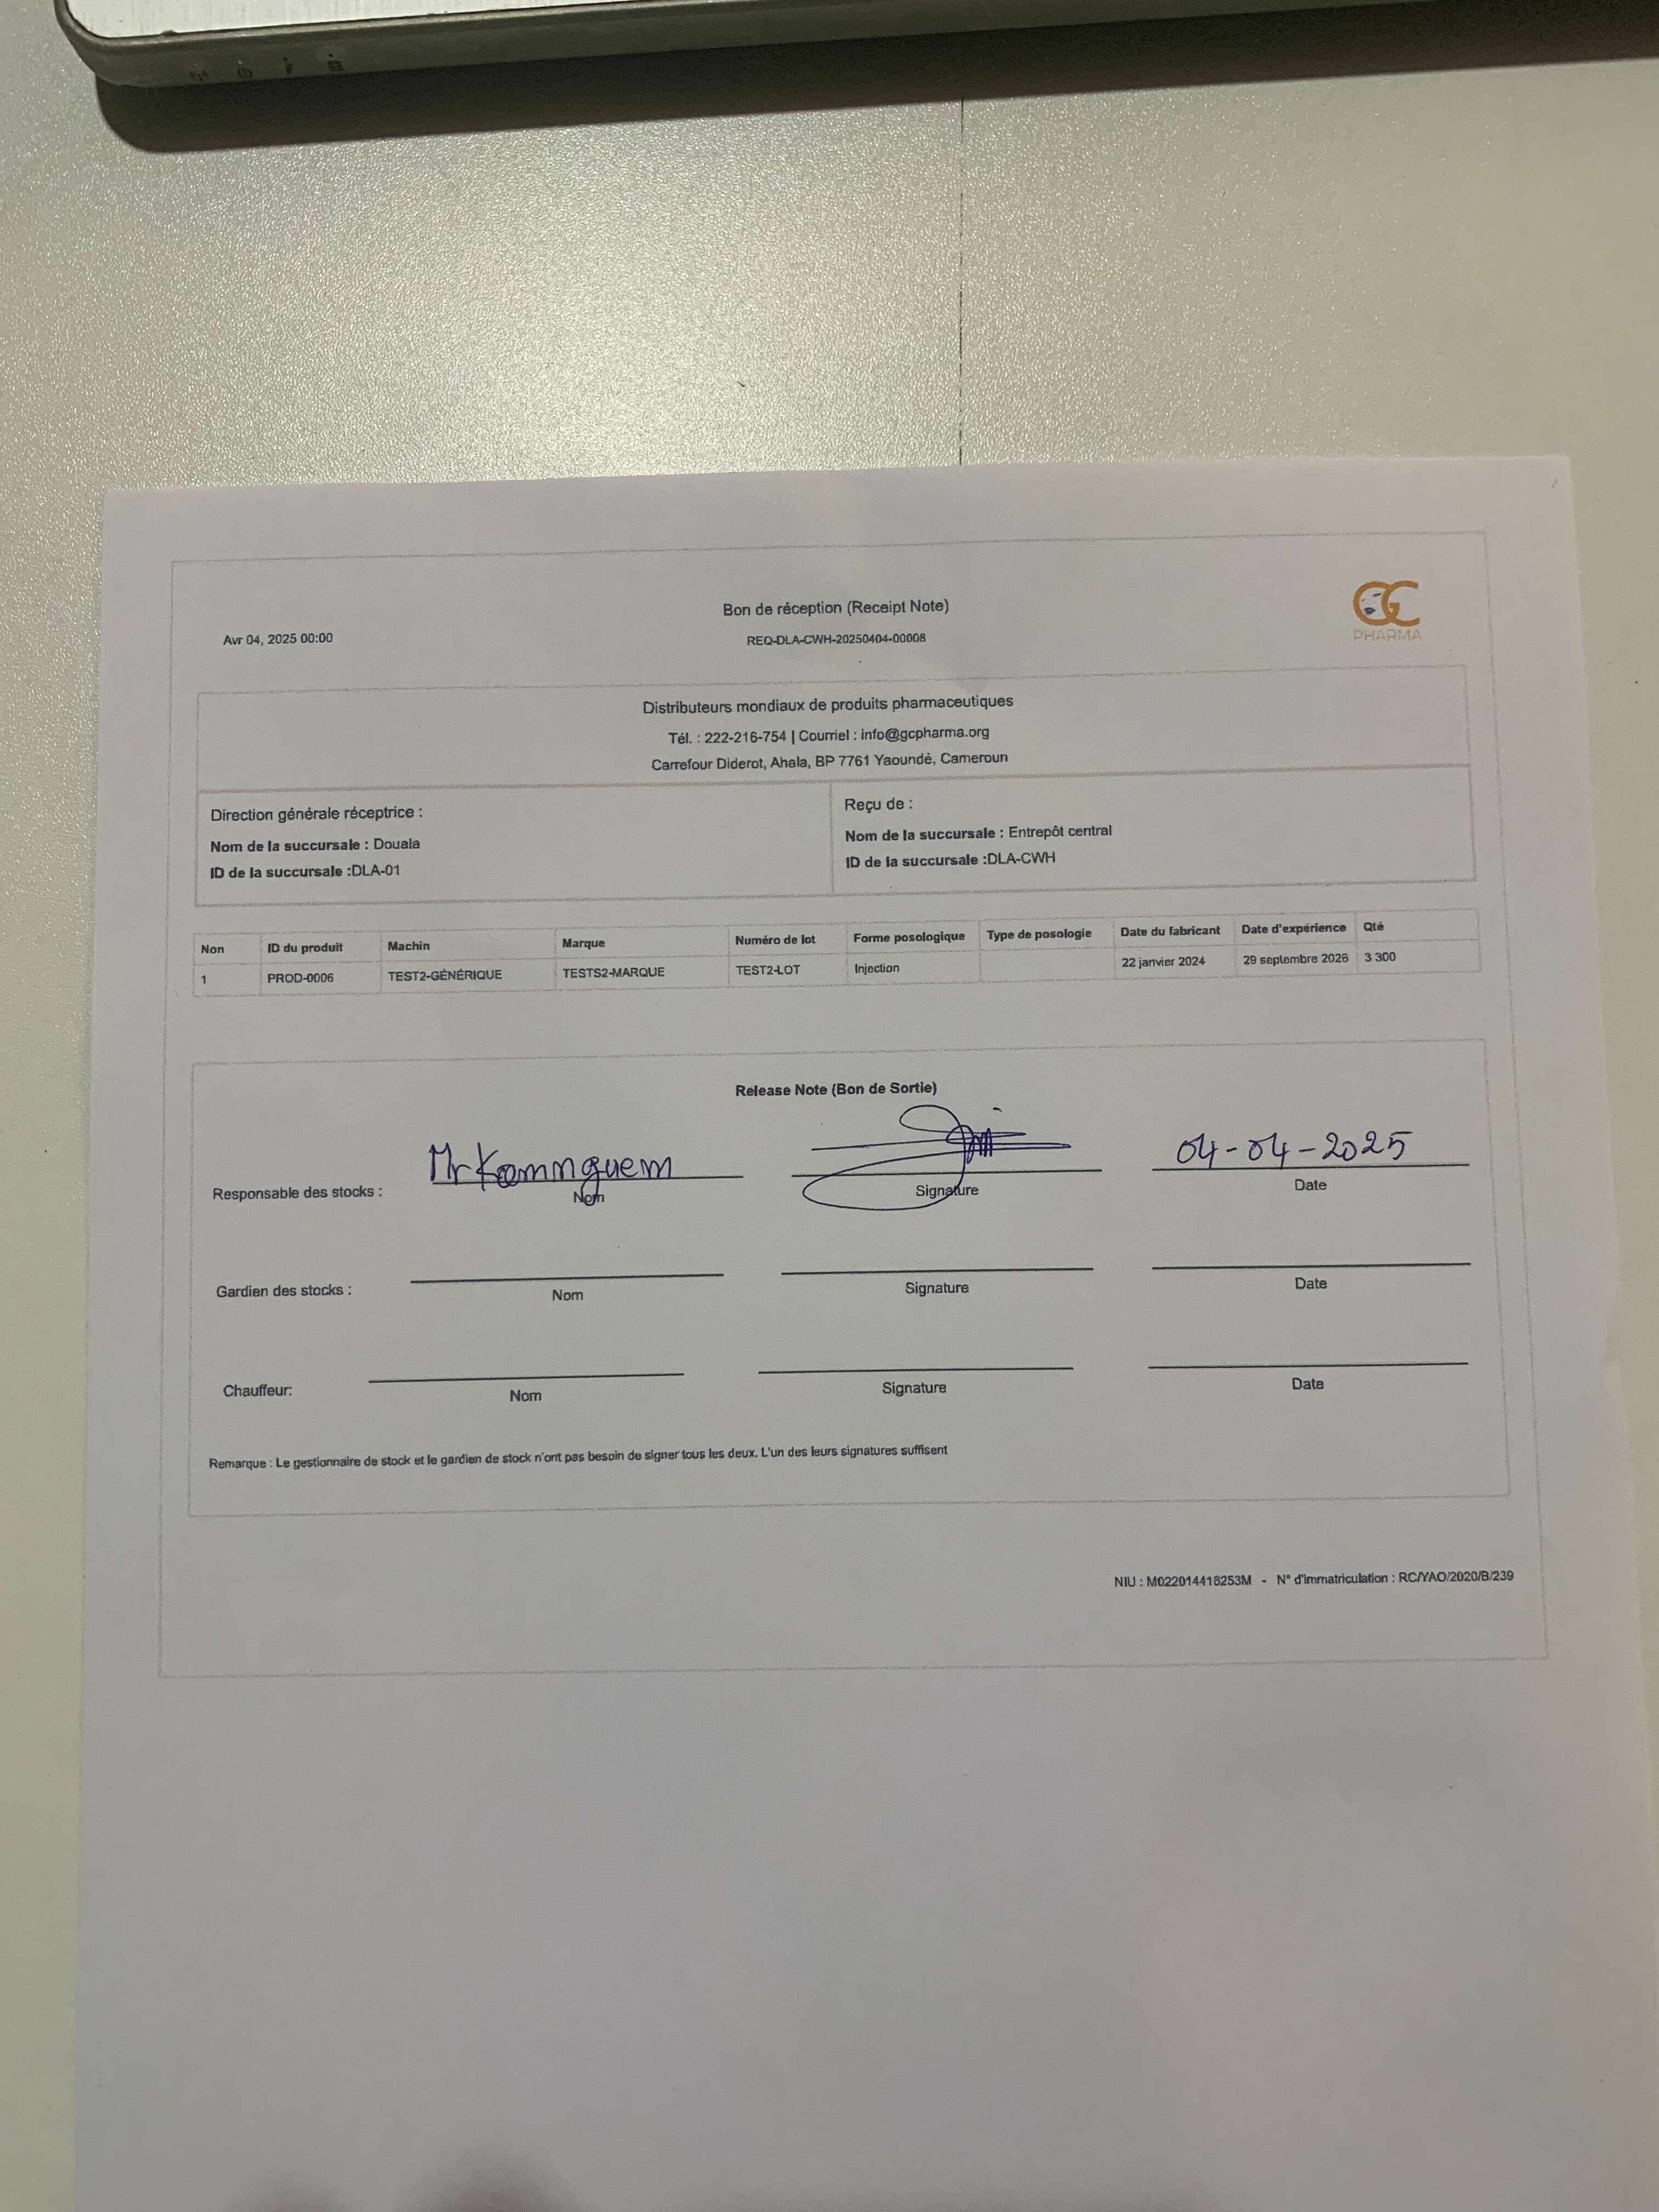 Bon de réception (Receipt Note)
Avr 04, 2025 00:00
REQ-DLA-CWH-20250404-00008
GC
PHARMA
Distributeurs mondiaux de produits pharmaceutiques
Tél. : 222-216-754 | Courriel : info@gcpharma.org
Carrefour Diderot, Ahala, BP 7761 Yaoundé, Cameroun
Direction générale réceptrice :
Nom de la succursale : Douala
ID de la succursale :DLA-01
Reçu de :
Nom de la succursale : Entrepôt central
ID de la succursale :DLA-CWH
Non ID du produit Machin Marque Numéro de lot Forme posologique Type de posologie Date du fabricant Date d'expérience Qté
1 PROD-0006 TEST2-GÉNÉRIQUE TESTS2-MARQUE TEST2-LOT Injection 22 janvier 2024 29 septembre 2026 3 300
Release Note (Bon de Sortie)
Responsable des stocks : Mr Komnguem 04-04-2025
Nom Signature Date
Gardien des stocks :
Nom Signature Date
Chauffeur:
Nom Signature Date
Remarque : Le gestionnaire de stock et le gardien de stock n'ont pas besoin de signer tous les deux. L'un des leurs signatures suffisent
NIU : M022014416253M - N° d'immatriculation : RC/YAO/2020/B/239